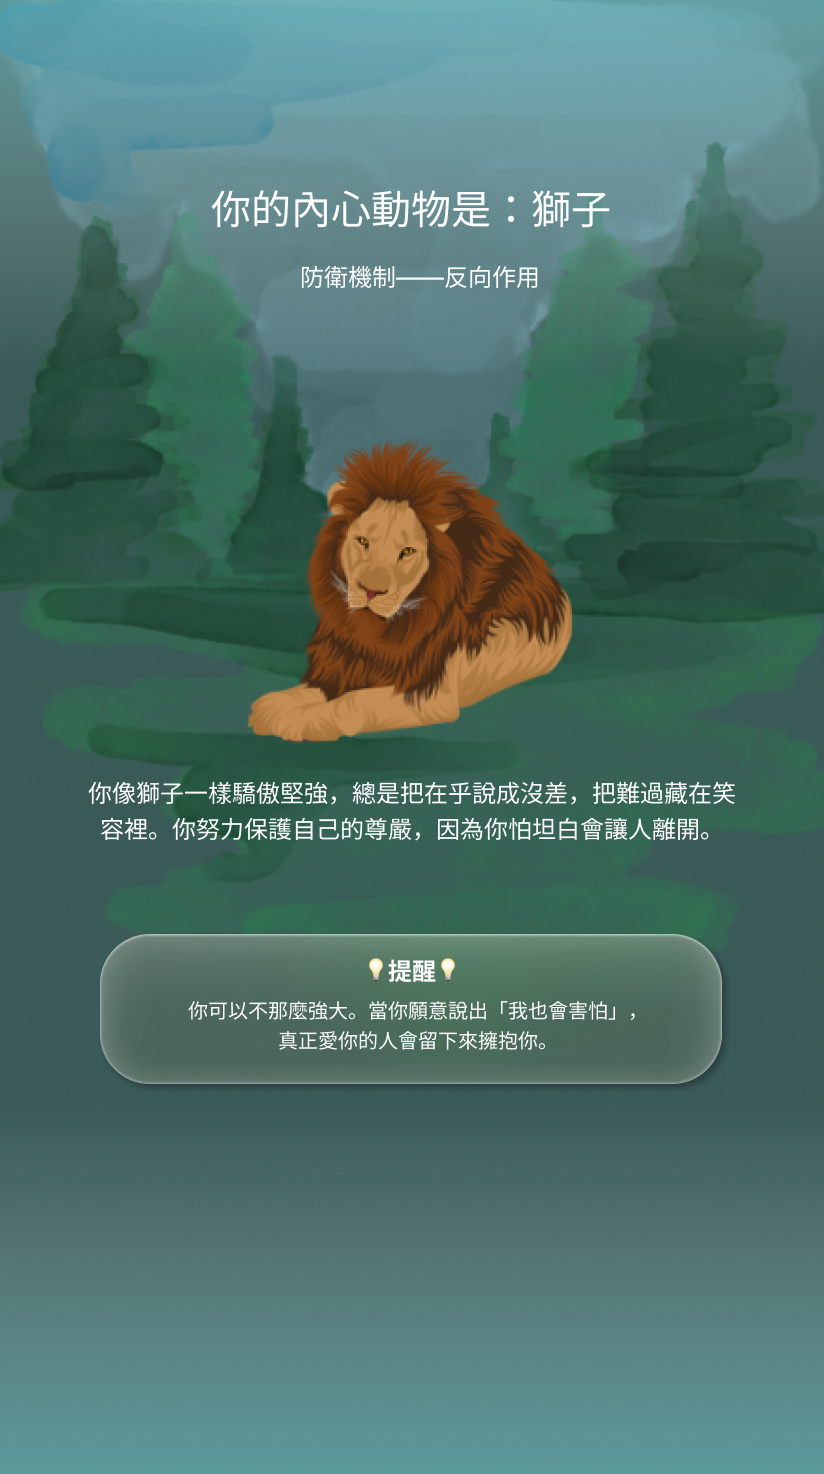 你的內心動物是：獅子
防衛機制——反向作用
你像獅子一樣驕傲堅強，總是把在乎說成沒差，把難過藏在笑
容裡。你努力保護自己的尊嚴，因為你怕坦白會讓人離開。
💡提醒💡
你可以不那麼強大。當你願意說出「我也會害怕」，
真正愛你的人會留下來擁抱你。